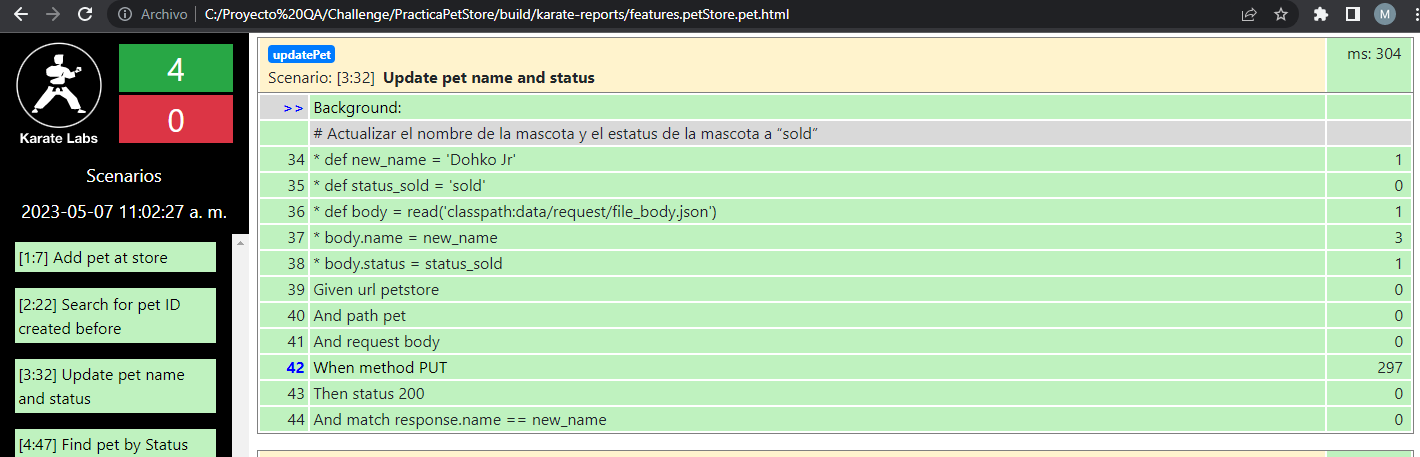 Archivo | C:/Proyecto%20QA/Challenge/PracticaPetStore/build/karate-reports/features.petStore.pet.html
M
4
0
Karate Labs
Scenarios
2023-05-07 11:02:27 a. m.
[1:7] Add pet at store
[2:22] Search for pet ID
created before
[3:32] Update pet name
and status
[4:47] Find pet by Status
updatePet
Scenario: [3:32] Update pet name and status
ms: 304
>> Background:
# Actualizar el nombre de la mascota y el estatus de la mascota a “sold”
34 * def new_name = 'Dohko Jr' 1
35 * def status_sold = 'sold' 0
36 * def body = read('classpath:data/request/file_body.json') 1
37 * body.name = new_name 3
38 * body.status = status_sold 1
39 Given url petstore 0
40 And path pet 0
41 And request body 0
42 When method PUT 297
43 Then status 200 0
44 And match response.name == new_name 0